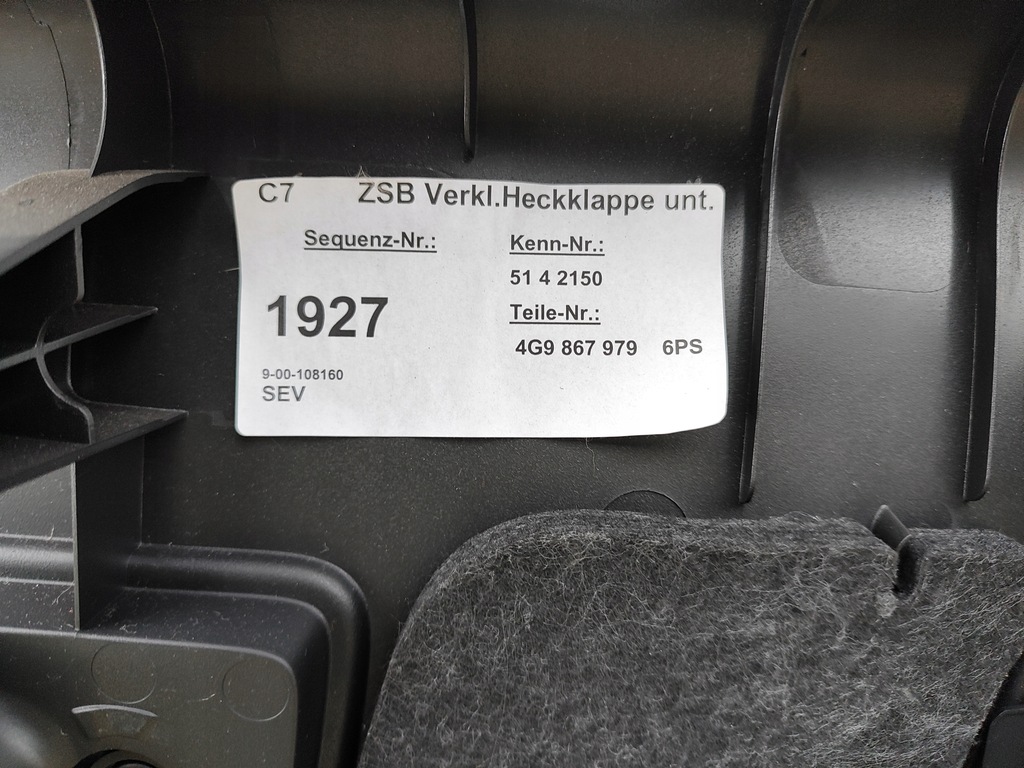 C7 ZSB Verkl.Heckklappe unt.
Sequenz-Nr.: Kenn-Nr.:
51 4 2150
1927 Teile-Nr.:
4G9 867 979 6PS
9-00-108160
SEV